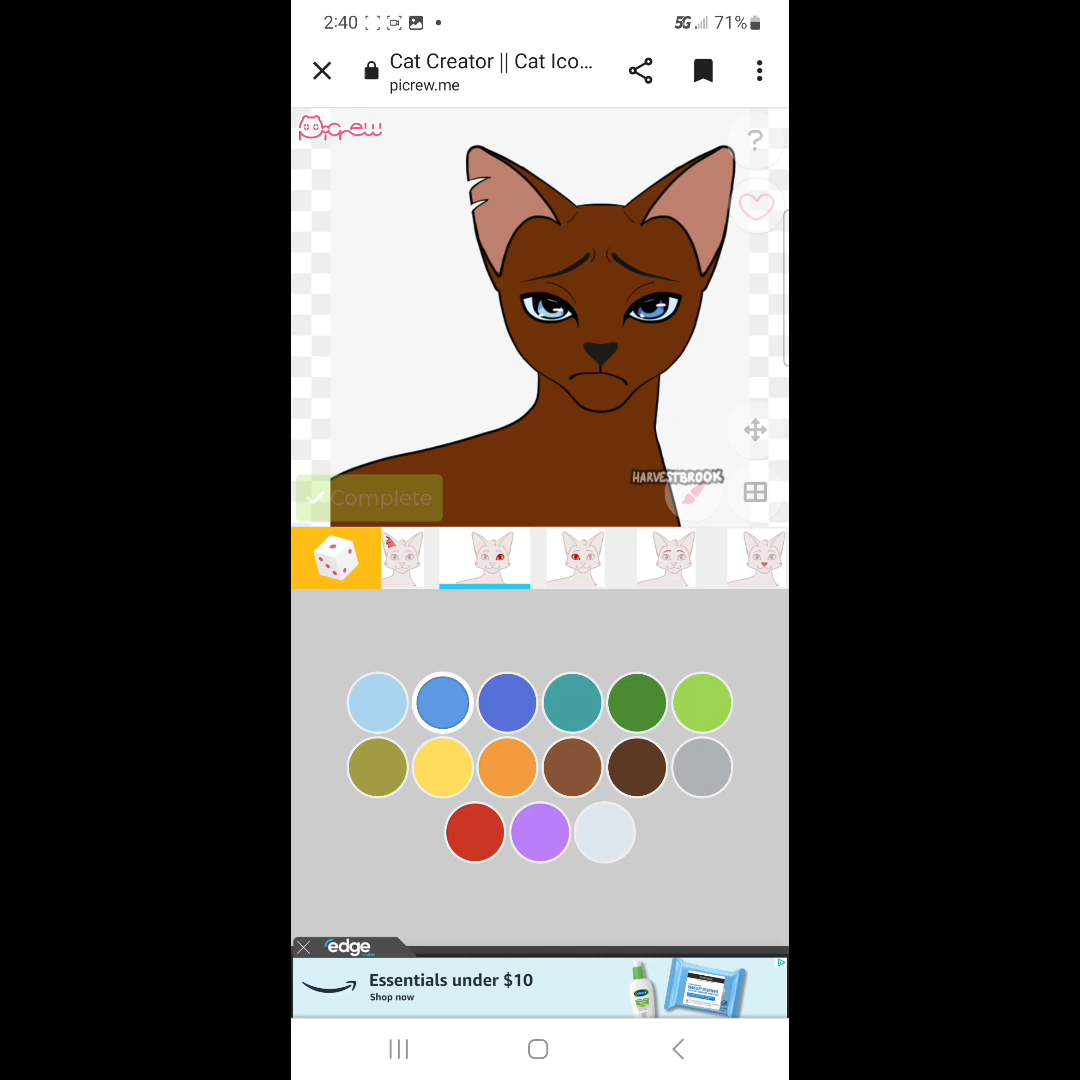 2:40
5G 71%
Cat Creator || Cat Ico...
picrew.me
Picrew
?
HARVESTBROOK
Complete
edge
Essentials under $10
Shop now